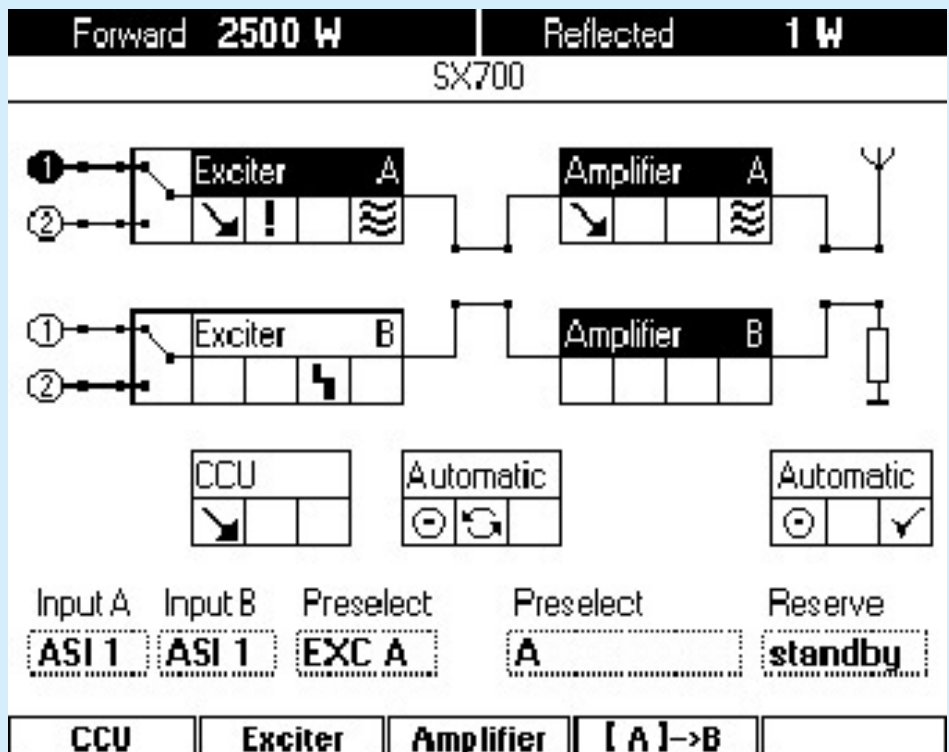 Forward 2500 W Reflected 1 W
SX700
1 Exciter A Amplifier A
2 !
1 Exciter B Amplifier B
2
CCU Automatic Automatic
Input A Input B Preselect Preselect Reserve
ASI 1 ASI 1 EXC A A standby
CCU Exciter Amplifier [ A ]->B